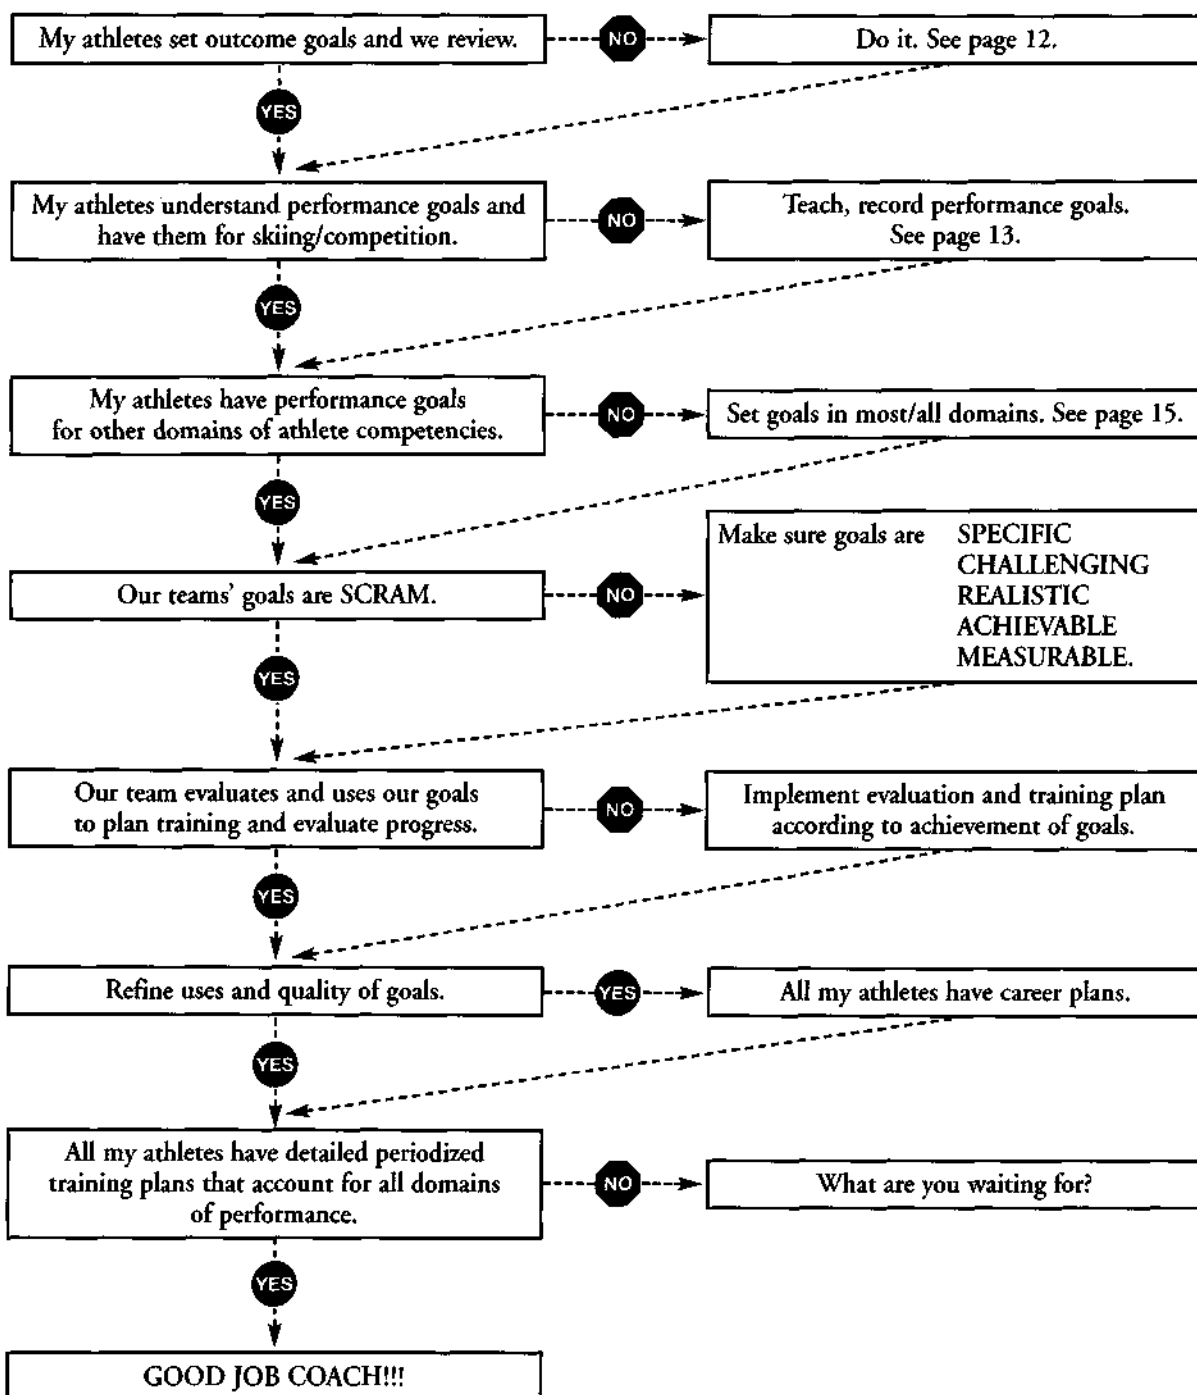 My athletes set outcome goals and we review.
NO
Do it. See page 12.
YES
My athletes understand performance goals and
have them for skiing/competition.
NO
Teach, record performance goals.
See page 13.
YES
My athletes have performance goals
for other domains of athlete competencies.
NO
Set goals in most/all domains. See page 15.
YES
Our teams' goals are SCRAM.
NO
Make sure goals are SPECIFIC
CHALLENGING
REALISTIC
ACHIEVABLE
MEASURABLE.
YES
Our team evaluates and uses our goals
to plan training and evaluate progress.
NO
Implement evaluation and training plan
according to achievement of goals.
YES
Refine uses and quality of goals.
YES
All my athletes have career plans.
YES
All my athletes have detailed periodized
training plans that account for all domains
of performance.
NO
What are you waiting for?
YES
GOOD JOB COACH!!!